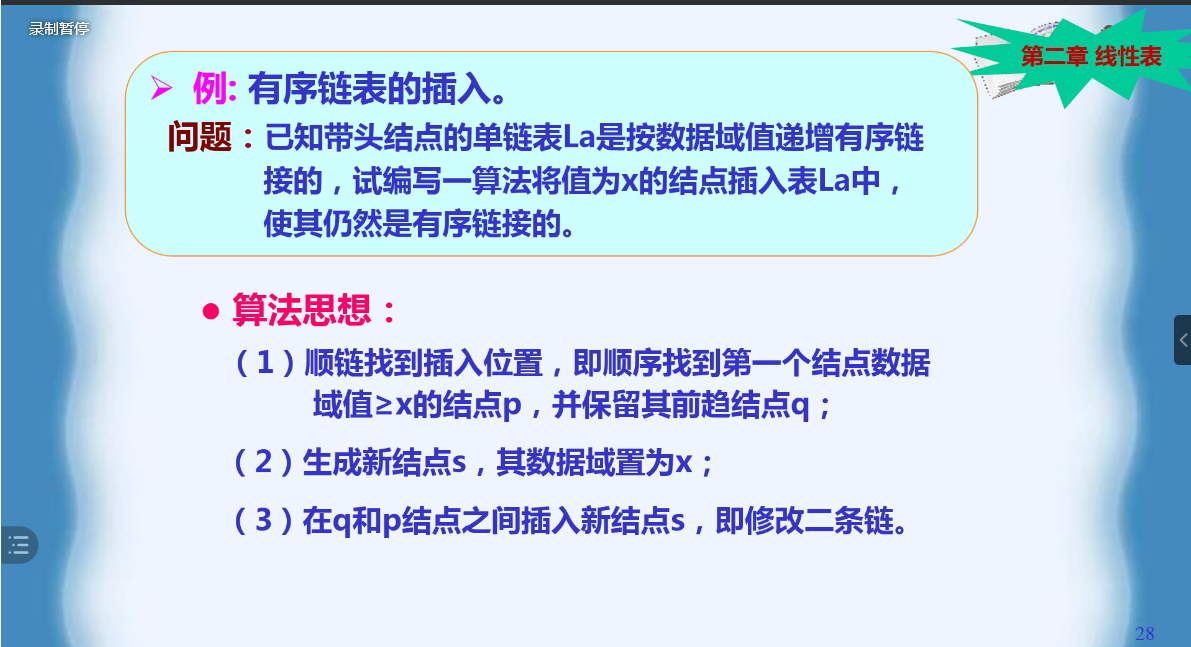 录制暂停
第二章 线性表
例: 有序链表的插入。
问题：已知带头结点的单链表La是按数据域值递增有序链
接的，试编写一算法将值为x的结点插入表La中，
使其仍然是有序链接的。
算法思想：
（1）顺链找到插入位置，即顺序找到第一个结点数据
域值≥x的结点p，并保留其前趋结点q；
（2）生成新结点s，其数据域置为x；
（3）在q和p结点之间插入新结点s，即修改二条链。
28